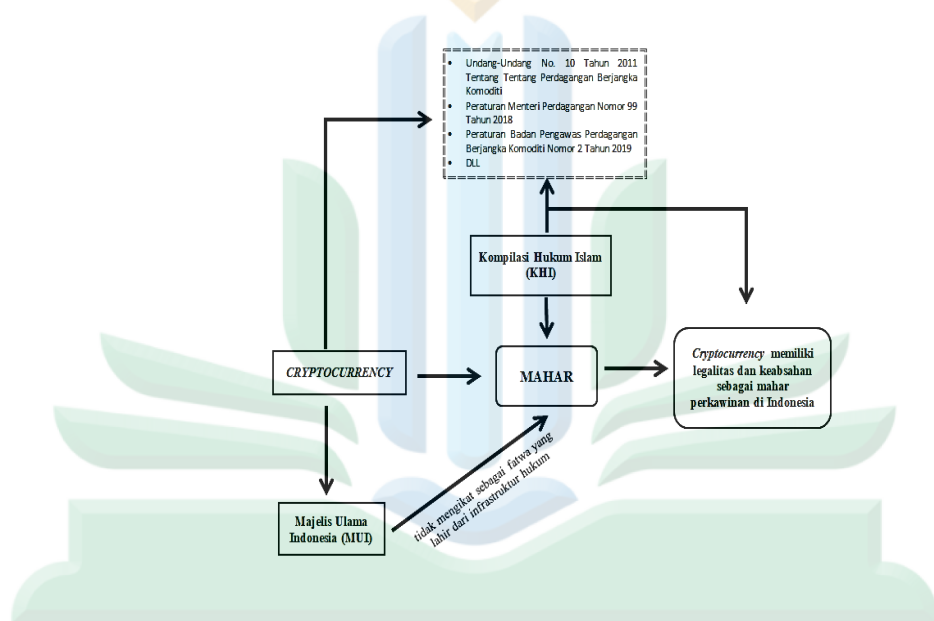 • Undang-Undang No. 10 Tahun 2011
Tentang Tentang Perdagangan Berjangka
Komoditi
• Peraturan Menteri Perdagangan Nomor 99
Tahun 2018
• Peraturan Badan Pengawas Perdagangan
Berjangka Komoditi Nomor 2 Tahun 2019
• DLL
Kompilasi Hukum Islam
(KHI)
CRYPTOCURRENCY
MAHAR
Cryptocurrency memiliki
legalitas dan keabsahan
sebagai mahar
perkawinan di Indonesia
tidak mengikat sebagai fatwa yang
lahir dari infrastruktur hukum
Majelis Ulama
Indonesia (MUI)